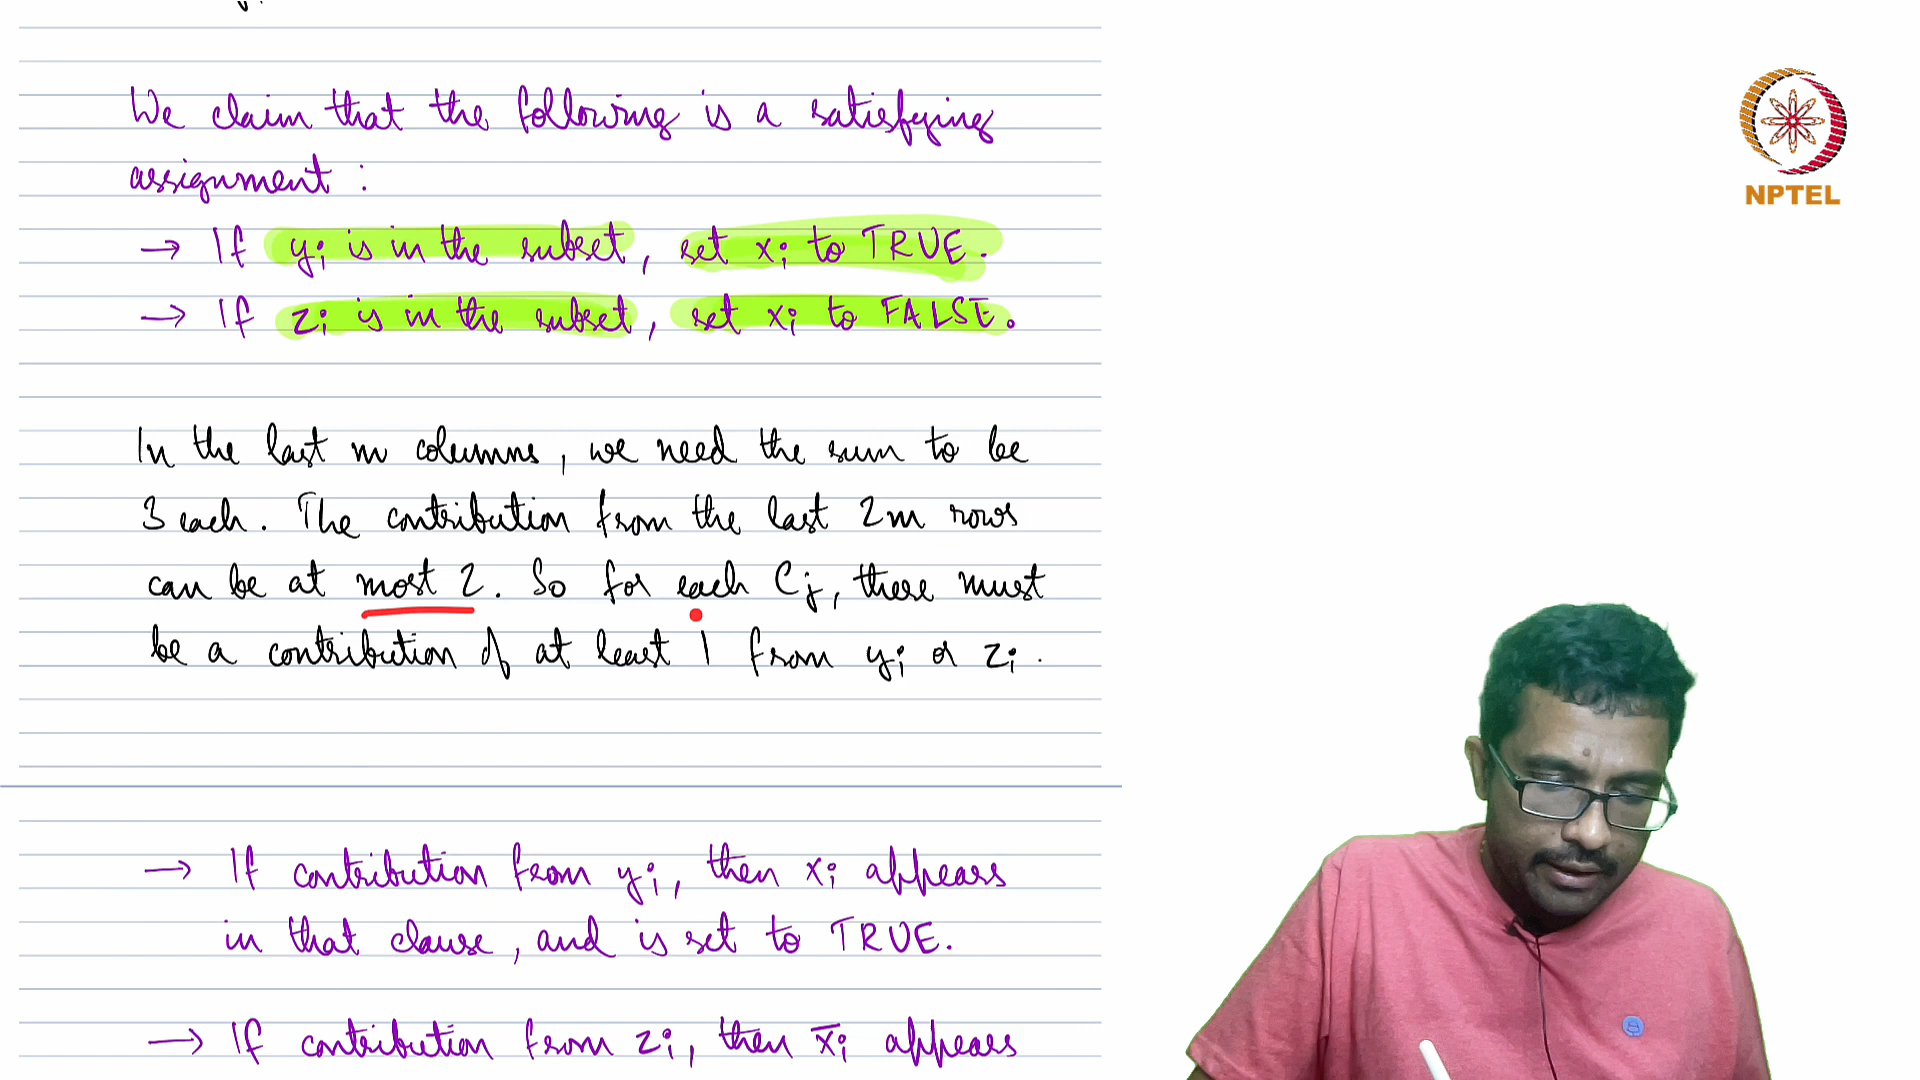 We claim that the following is a satisfying
assignment :
→ If yi is in the subset, set xi to TRUE.
→ If zi is in the subset, set xi to FALSE.
In the last m columns, we need the sum to be
3 each. The contribution from the last 2m rows
can be at most 2. So for each Cj, there must
be a contribution of at least 1 from yi or zi.
→ If contribution from yi, then xi appears
in that clause, and is set to TRUE.
→ If contribution from zi, then x̄i appears
NPTEL